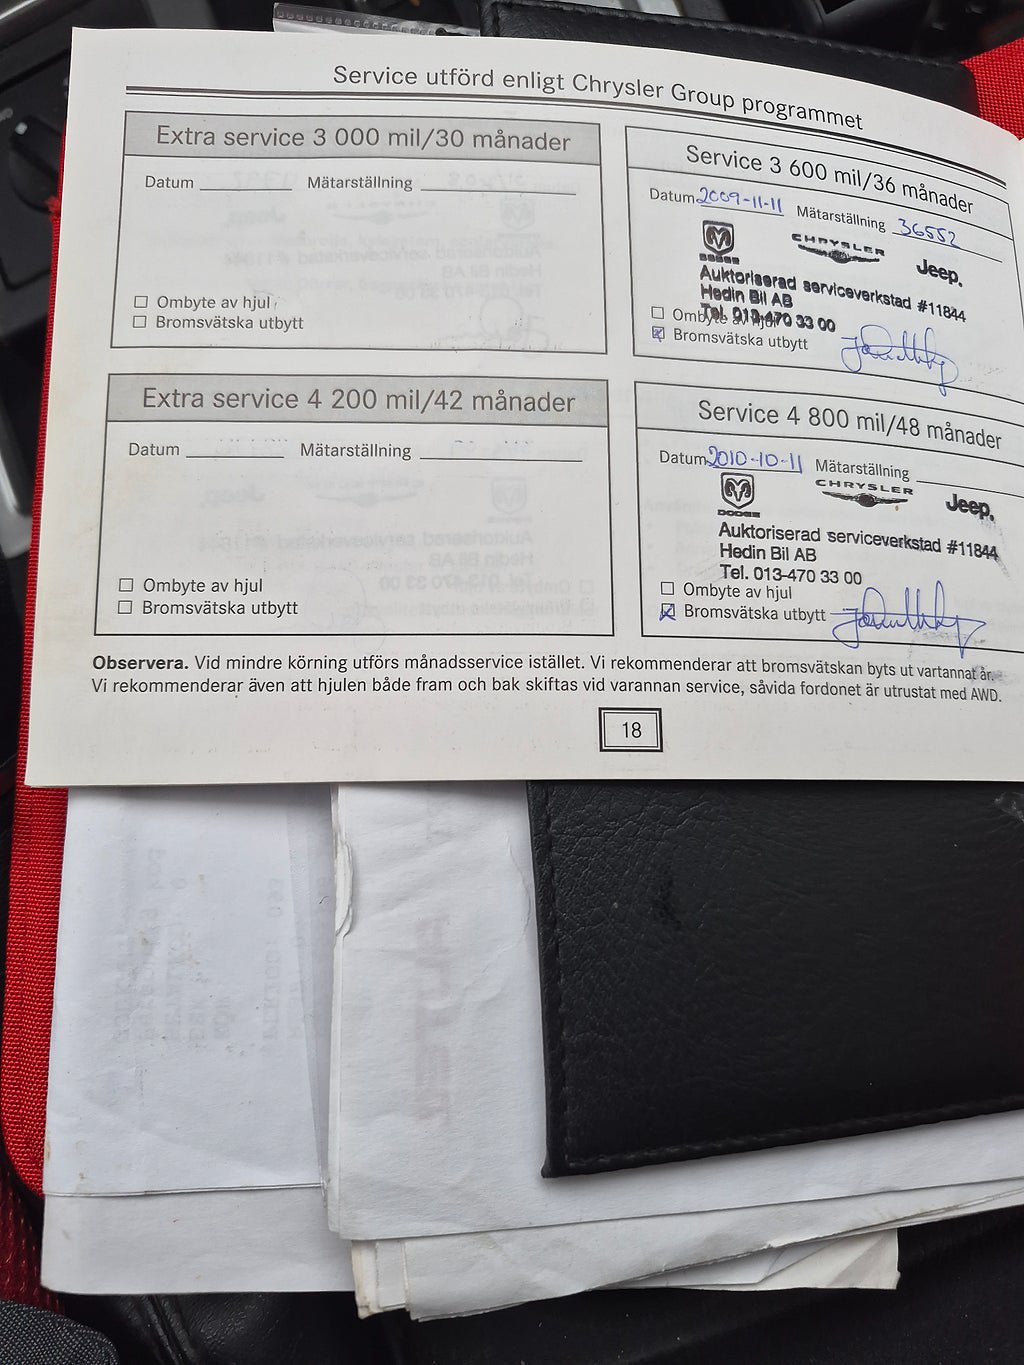 Service utförd enligt Chrysler Group programmet
Extra service 3 000 mil/30 månader
Datum Mätarställning
Ombyte av hjul
Bromsvätska utbytt
Service 3 600 mil/36 månader
Datum 2009-11-11 Mätarställning 36552
DODGE CHRYSLER Jeep.
Auktoriserad serviceverkstad #11844
Hedin Bil AB
Tel. 013-470 33 00
Ombyte av hjul
Bromsvätska utbytt
Extra service 4 200 mil/42 månader
Datum Mätarställning
Ombyte av hjul
Bromsvätska utbytt
Service 4 800 mil/48 månader
Datum 2010-10-11 Mätarställning
DODGE CHRYSLER Jeep.
Auktoriserad serviceverkstad #11844
Hedin Bil AB
Tel. 013-470 33 00
Ombyte av hjul
Bromsvätska utbytt
Observera. Vid mindre körning utförs månadsservice istället. Vi rekommenderar att bromsvätskan byts ut vartannat år.
Vi rekommenderar även att hjulen både fram och bak skiftas vid varannan service, såvida fordonet är utrustat med AWD.
18